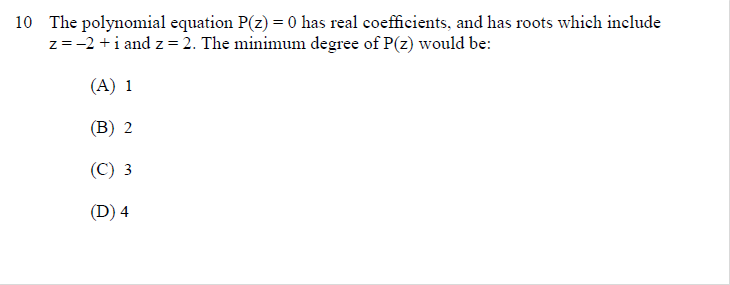 10 The polynomial equation P(z) = 0 has real coefficients, and has roots which include
z = –2 + i and z = 2. The minimum degree of P(z) would be:
(A) 1
(B) 2
(C) 3
(D) 4